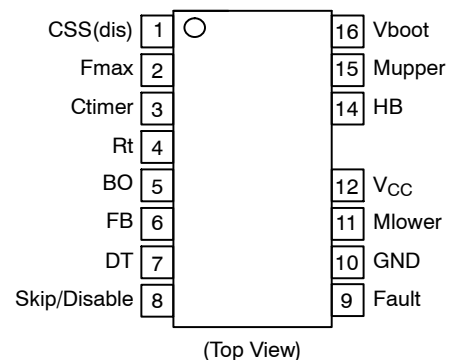 CSS(dis) 1 16 Vboot
Fmax 2 15 Mupper
Ctimer 3 14 HB
Rt 4
BO 5 12 VCC
FB 6 11 Mlower
DT 7 10 GND
Skip/Disable 8 9 Fault
(Top View)